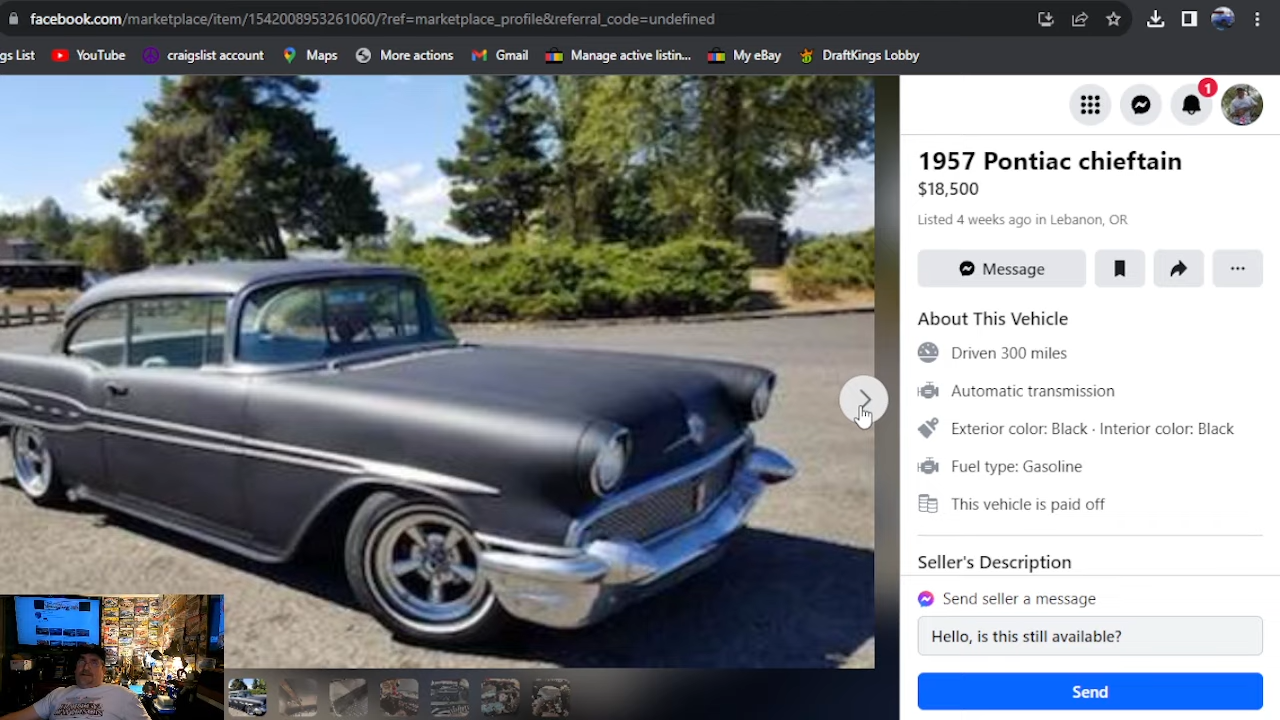 facebook.com/marketplace/item/1542008953261060/?ref=marketplace_profile&referral_code=undefined
gs List YouTube craigslist account Maps More actions Gmail Manage active listin... My eBay DraftKings Lobby
1
1957 Pontiac chieftain
$18,500
Listed 4 weeks ago in Lebanon, OR
Message
About This Vehicle
Driven 300 miles
Automatic transmission
Exterior color: Black · Interior color: Black
Fuel type: Gasoline
This vehicle is paid off
Seller's Description
Send seller a message
Hello, is this still available?
Send